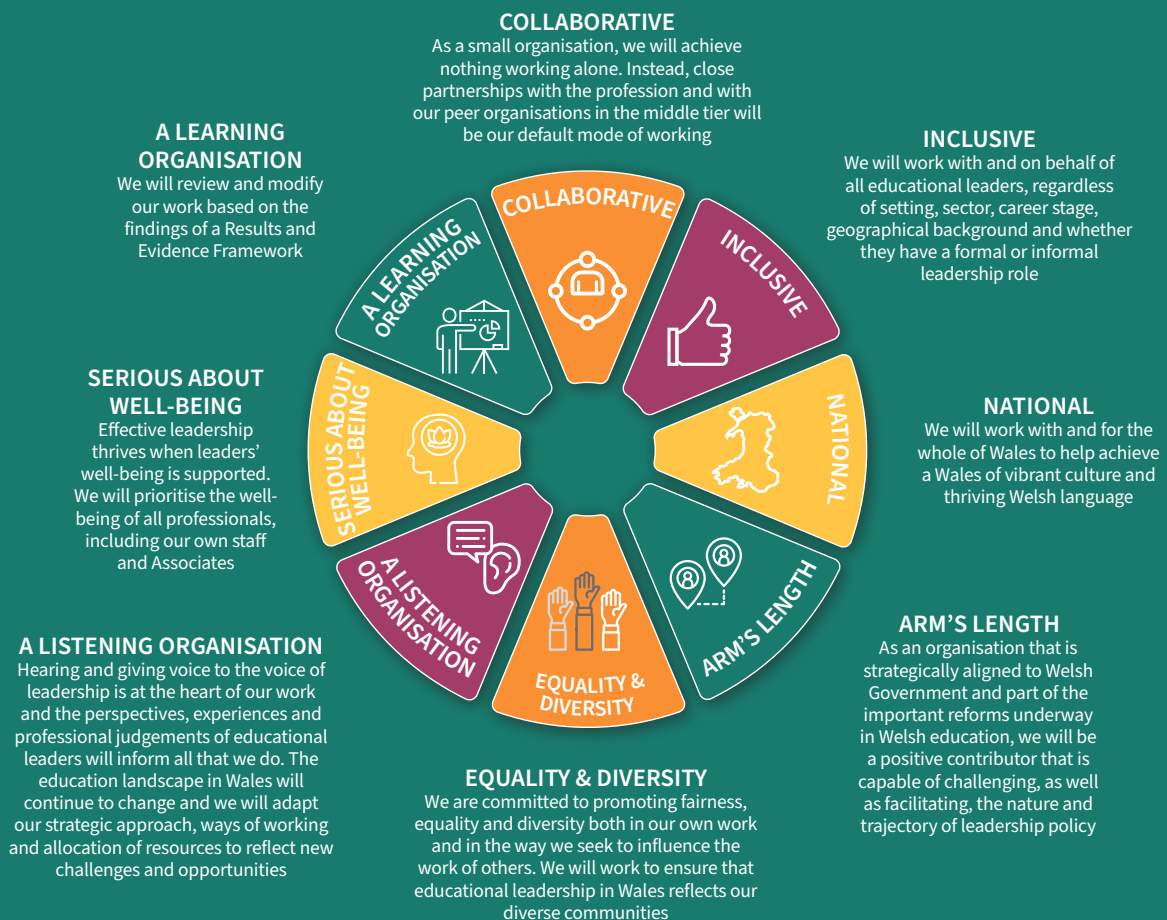 COLLABORATIVE
As a small organisation, we will achieve
nothing working alone. Instead, close
partnerships with the profession and with
our peer organisations in the middle tier will
be our default mode of working
INCLUSIVE
We will work with and on behalf of
all educational leaders, regardless
of setting, sector, career stage,
geographical background and whether
they have a formal or informal
leadership role
NATIONAL
We will work with and for the
whole of Wales to help achieve
a Wales of vibrant culture and
thriving Welsh language
ARM'S LENGTH
As an organisation that is
strategically aligned to Welsh
Government and part of the
important reforms underway
in Welsh education, we will be
a positive contributor that is
capable of challenging, as well
as facilitating, the nature and
trajectory of leadership policy
EQUALITY & DIVERSITY
We are committed to promoting fairness,
equality and diversity both in our own work
and in the way we seek to influence the
work of others. We will work to ensure that
educational leadership in Wales reflects our
diverse communities
A LISTENING ORGANISATION
Hearing and giving voice to the voice of
leadership is at the heart of our work
and the perspectives, experiences and
professional judgements of educational
leaders will inform all that we do. The
education landscape in Wales will
continue to change and we will adapt
our strategic approach, ways of working
and allocation of resources to reflect new
challenges and opportunities
SERIOUS ABOUT
WELL-BEING
Effective leadership
thrives when leaders'
well-being is supported.
We will prioritise the well-
being of all professionals,
including our own staff
and Associates
A LEARNING
ORGANISATION
We will review and modify
our work based on the
findings of a Results and
Evidence Framework
COLLABORATIVE
INCLUSIVE
NATIONAL
ARM'S LENGTH
EQUALITY &
DIVERSITY
A LISTENING
ORGANISATION
SERIOUS ABOUT
WELL-BEING
A LEARNING
ORGANISATION